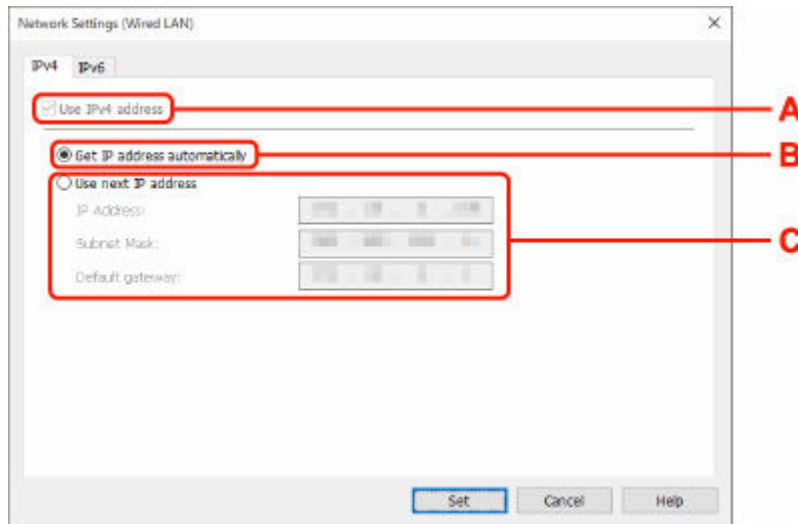 Network Settings (Wired LAN)
IPv4 IPv6
Use IPv4 address
A
Get IP address automatically
B
Use next IP address
IP Address:
Subnet Mask:
C
Default gateway:
Set Cancel Help